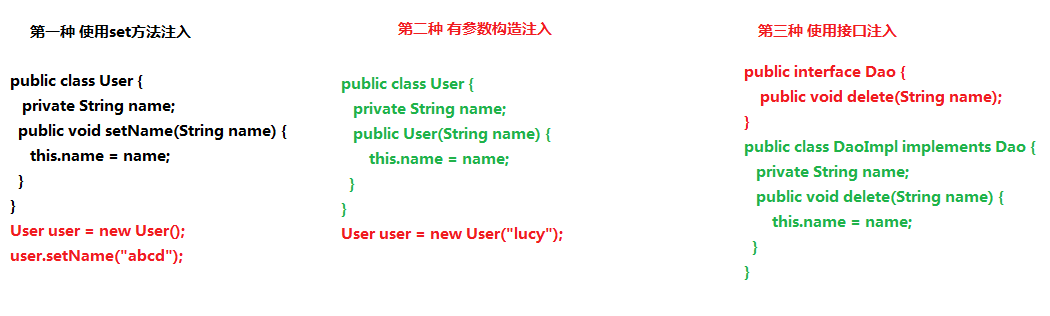 第一种 使用set方法注入
public class User {
private String name;
public void setName(String name) {
this.name = name;
}
}
User user = new User();
user.setName("abcd");
第二种 有参数构造注入
public class User {
private String name;
public User(String name) {
this.name = name;
}
}
User user = new User("lucy");
第三种 使用接口注入
public interface Dao {
public void delete(String name);
}
public class DaoImpl implements Dao {
private String name;
public void delete(String name) {
this.name = name;
}
}